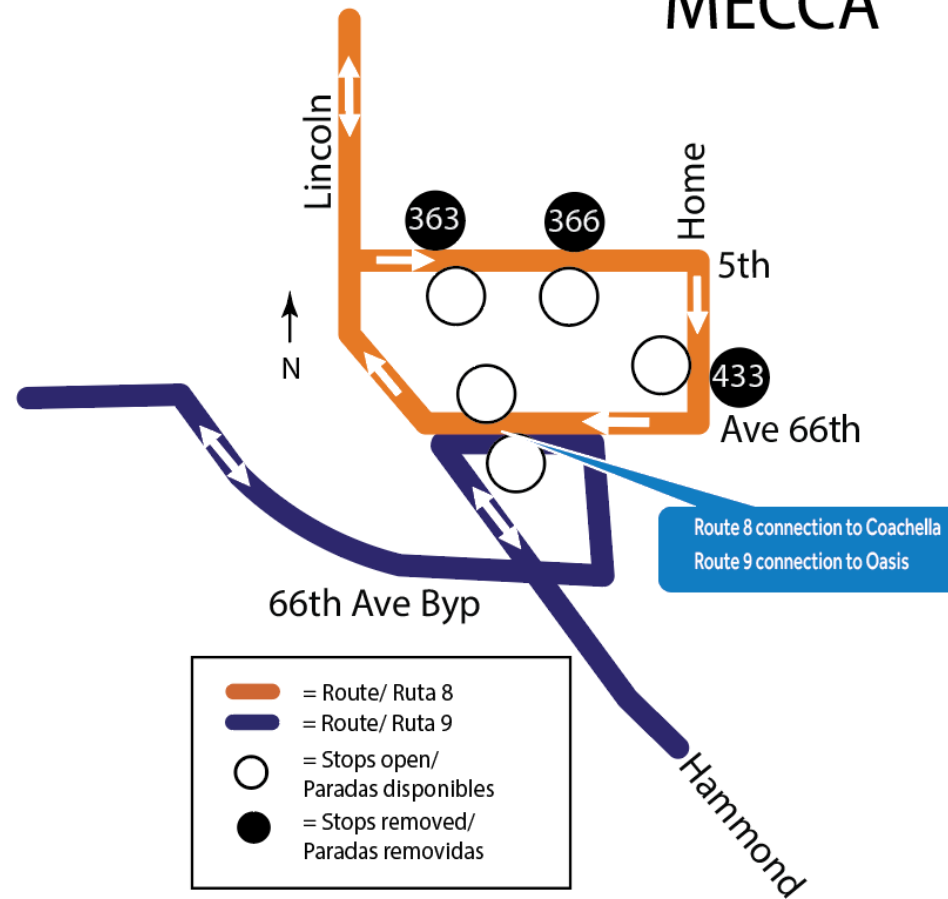 MECCA
Lincoln
Home
363
366
5th
N
433
Ave 66th
Route 8 connection to Coachella
Route 9 connection to Oasis
66th Ave Byp
= Route/ Ruta 8
= Route/ Ruta 9
= Stops open/
Paradas disponibles
= Stops removed/
Paradas removidas
Hammond